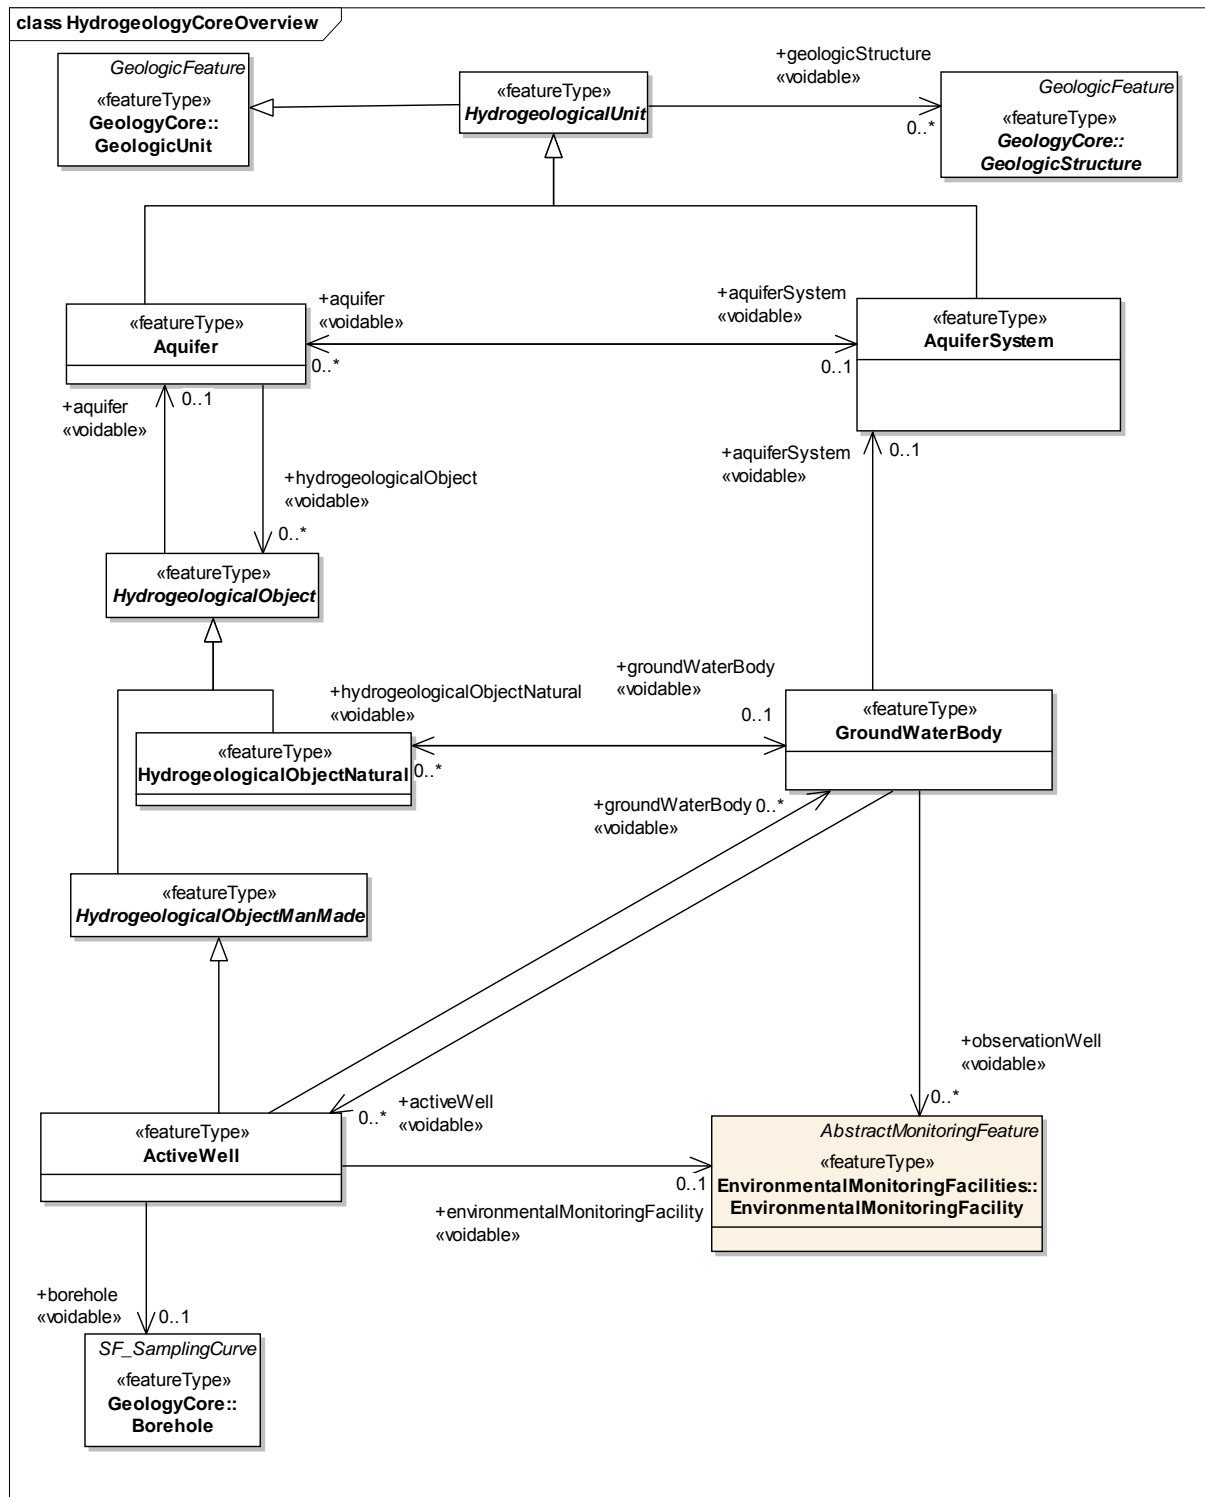 class HydrogeologyCoreOverview
GeologicFeature
«featureType»
GeologyCore::
GeologicUnit
«featureType»
HydrogeologicalUnit
+geologicStructure
«voidable»
0..*
GeologicFeature
«featureType»
GeologyCore::
GeologicStructure
«featureType»
Aquifer
+aquifer
«voidable»
0..*
+aquiferSystem
«voidable»
0..1
«featureType»
AquiferSystem
+aquifer
«voidable»
0..1
+hydrogeologicalObject
«voidable»
0..*
+aquiferSystem
«voidable»
0..1
«featureType»
HydrogeologicalObject
+hydrogeologicalObjectNatural
«voidable»
0..*
+groundWaterBody
«voidable»
0..1
«featureType»
GroundWaterBody
«featureType»
HydrogeologicalObjectNatural
+groundWaterBody
«voidable»
0..*
«featureType»
HydrogeologicalObjectManMade
+observationWell
«voidable»
0..*
«featureType»
ActiveWell
0..*
+activeWell
«voidable»
AbstractMonitoringFeature
«featureType»
EnvironmentalMonitoringFacilities::
EnvironmentalMonitoringFacility
0..1
+environmentalMonitoringFacility
«voidable»
+borehole
«voidable»
0..1
SF_SamplingCurve
«featureType»
GeologyCore::
Borehole